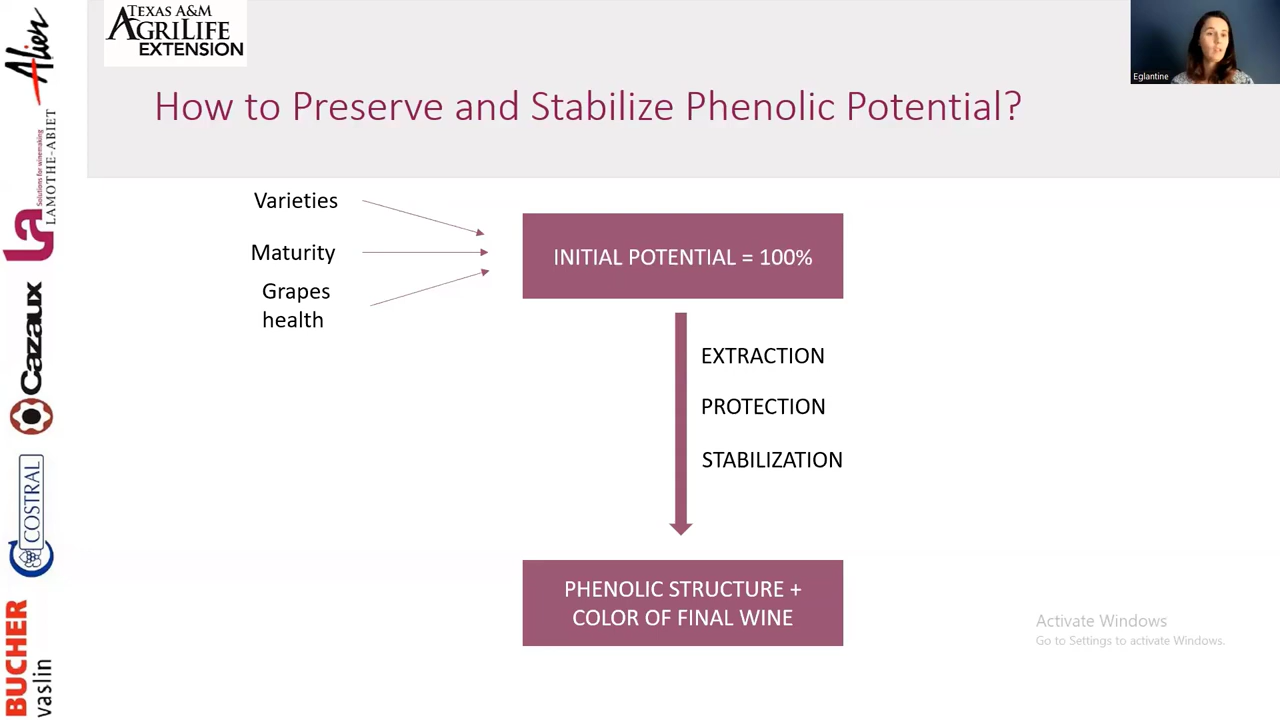 Alien
Solutions for winemaking
La
LAMOTHE-ABIET
Cazaux
COSTRAL
BUCHER
vaslin
TEXAS A&M
AGRILIFE
EXTENSION
Eglantine
How to Preserve and Stabilize Phenolic Potential?
Varieties
Maturity
Grapes
health
INITIAL POTENTIAL = 100%
EXTRACTION
PROTECTION
STABILIZATION
PHENOLIC STRUCTURE +
COLOR OF FINAL WINE
Activate Windows
Go to Settings to activate Windows.